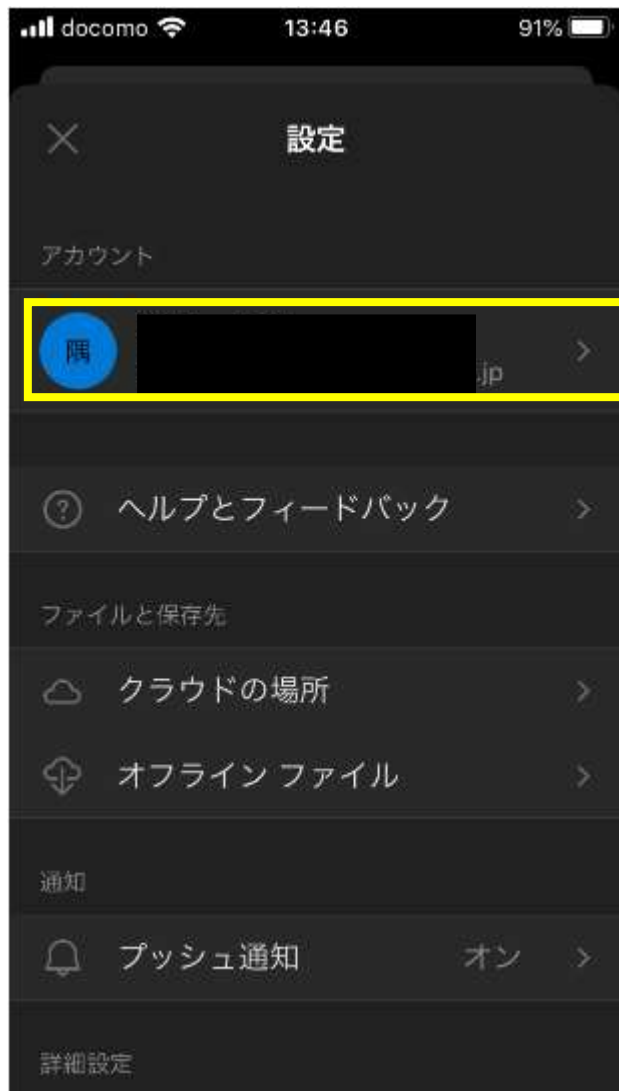 docomo 13:46 91%
設定
アカウント
隅
.jp
ヘルプとフィードバック
ファイルと保存先
クラウドの場所
オフライン ファイル
通知
プッシュ通知 オン
詳細設定